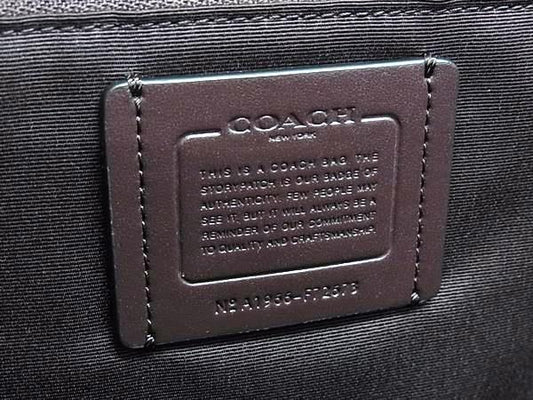 COACH
NEW YORK
THIS IS A COACH BAG. THE
STORYPATCH IS OUR BADGE OF
AUTHENTICITY. FEW PEOPLE MAY
SEE IT. BUT IT WILL ALWAYS BE A
REMINDER OF OUR COMMITMENT
TO QUALITY AND CRAFTSMANSHIP.
Nº A1966-F72673